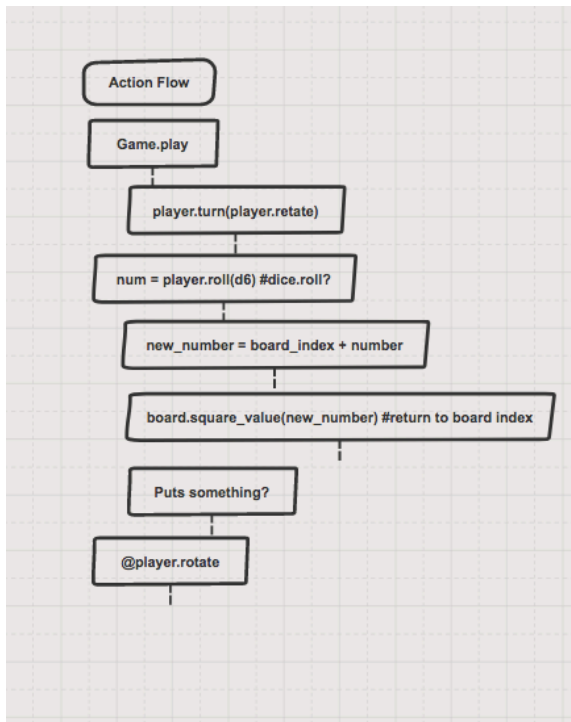 Action Flow
Game.play
player.turn(player.retate)
num = player.roll(d6) #dice.roll?
new_number = board_index + number
board.square_value(new_number) #return to board index
Puts something?
@player.rotate